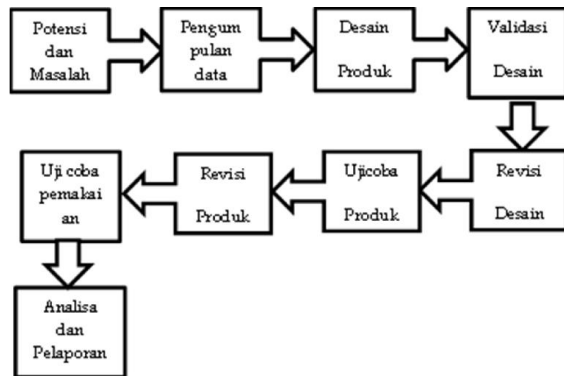 Potensi
dan
Masalah
Pengum
pulan
data
Desain
Produk
Validasi
Desain
Revisi
Desain
Ujicoba
Produk
Revisi
Produk
Uji coba
pemakai
an
Analisa
dan
Pelaporan